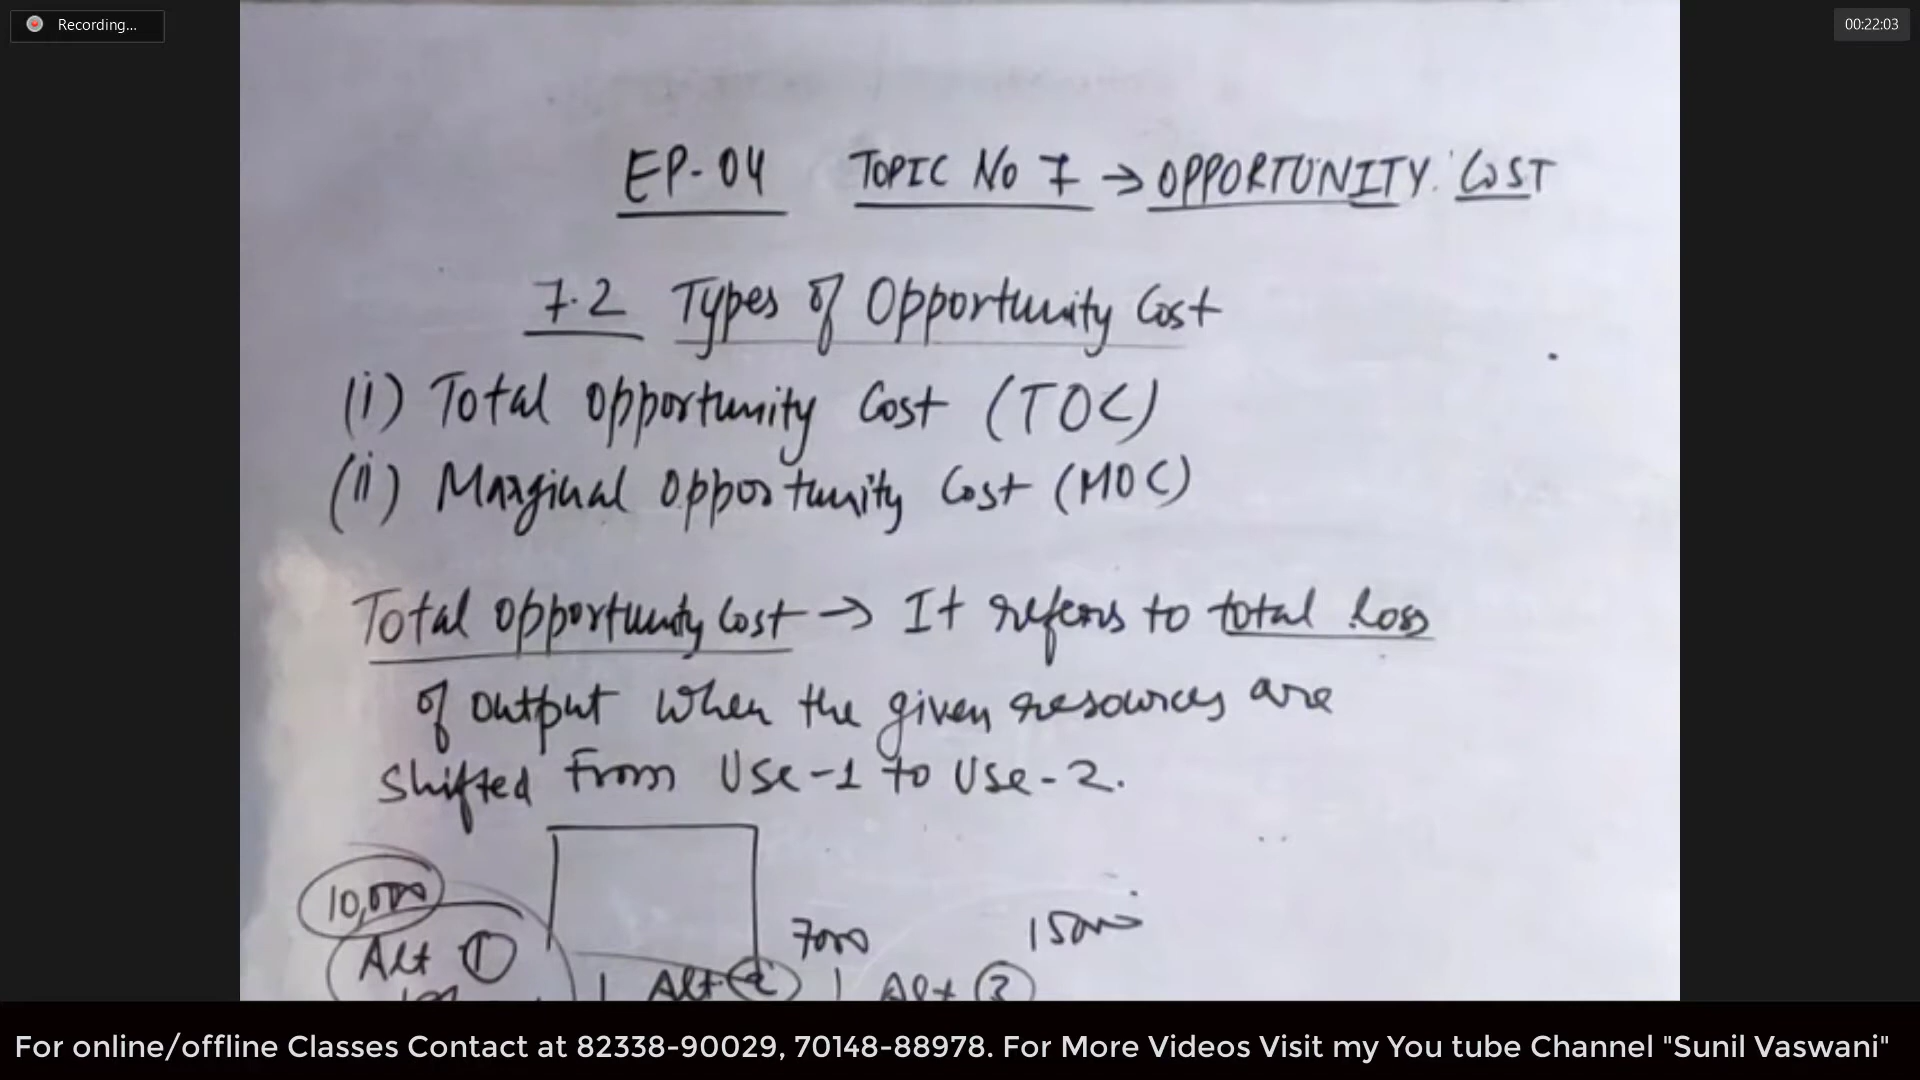 Recording...
00:22:03
EP-04 TOPIC No 7 → OPPORTUNITY COST
7.2 Types of Opportunity Cost
(i) Total Opportunity Cost (TOC)
(ii) Marginal Opportunity Cost (MOC)
Total Opportunity Cost → It refers to total loss
of output when the given resources are
Shifted From Use-1 to Use-2.
10,000
7000
Alt ①
Alt ②
For online/offline Classes Contact at 82338-90029, 70148-88978. For More Videos Visit my You tube Channel "Sunil Vaswani"